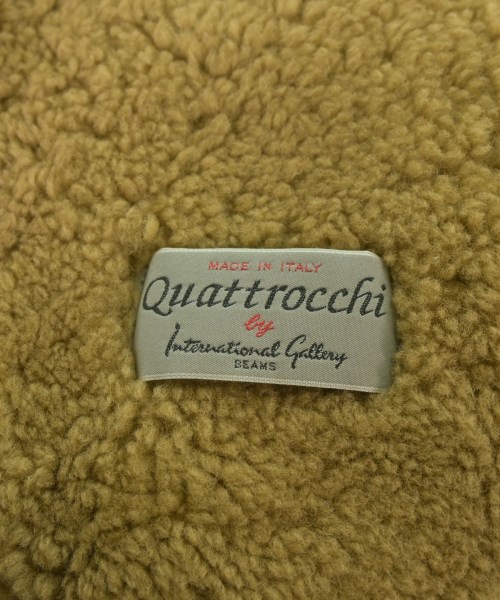 MADE IN ITALY
Quattrocchi
by
International Gallery
BEAMS